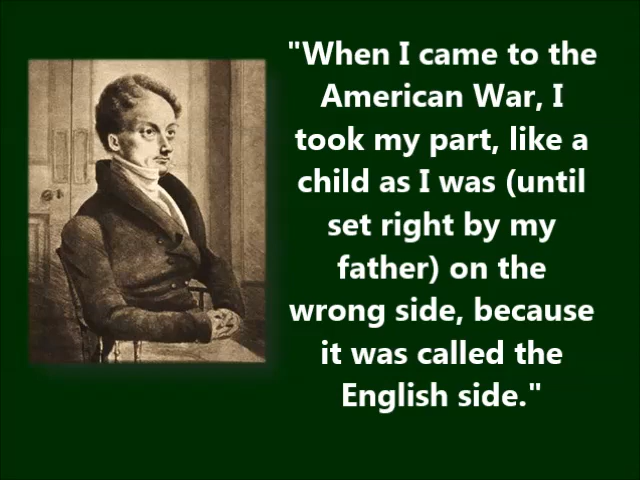 "When I came to the
American War, I
took my part, like a
child as I was (until
set right by my
father) on the
wrong side, because
it was called the
English side."